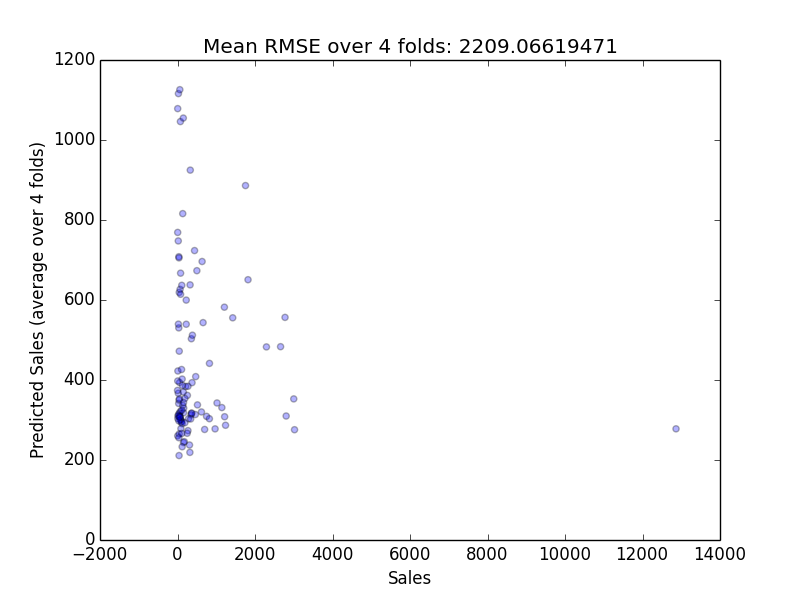 Mean RMSE over 4 folds: 2209.06619471
1200
1000
800
600
400
200
0
Predicted Sales (average over 4 folds)
−2000 0 2000 4000 6000 8000 10000 12000 14000
Sales